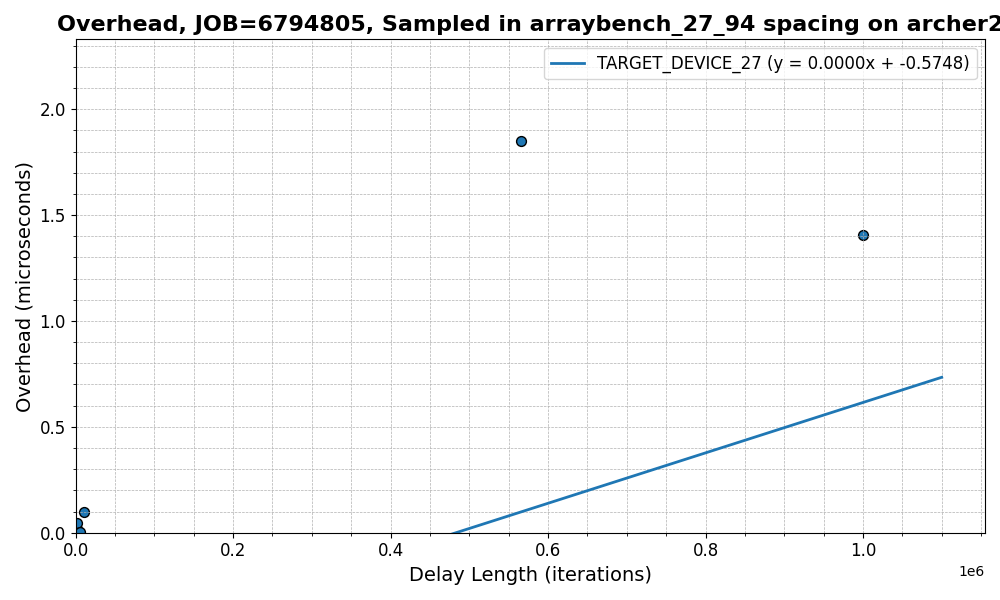 Overhead, JOB=6794805, Sampled in arraybench_27_94 spacing on archer2
TARGET_DEVICE_27 (y = 0.0000x + -0.5748)
Overhead (microseconds)
2.0
1.5
1.0
0.5
0.0
0.0 0.2 0.4 0.6 0.8 1.0
1e6
Delay Length (iterations)